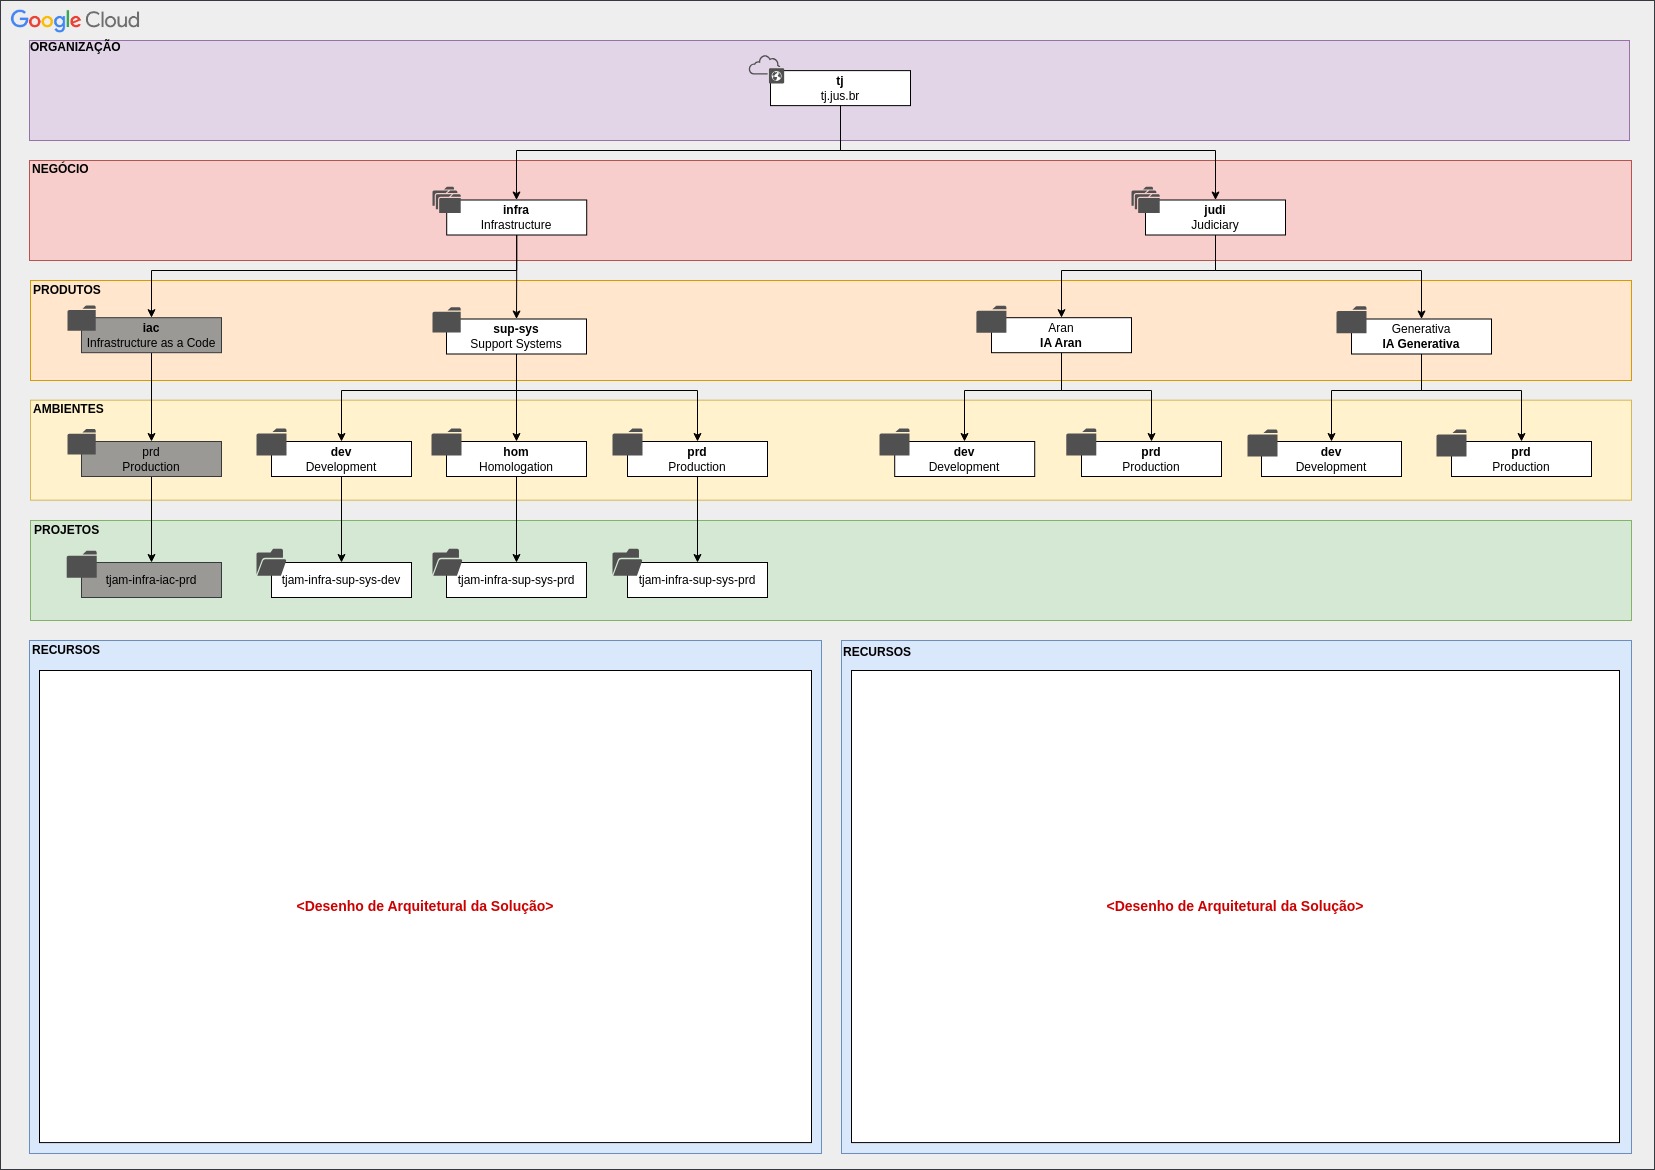 Google Cloud
ORGANIZAÇÃO
tj
tj.jus.br
NEGÓCIO
infra
Infrastructure
judi
Judiciary
PRODUTOS
iac
Infrastructure as a Code
sup-sys
Support Systems
Aran
IA Aran
Generativa
IA Generativa
AMBIENTES
prd
Production
dev
Development
hom
Homologation
prd
Production
dev
Development
prd
Production
dev
Development
prd
Production
PROJETOS
tjam-infra-iac-prd
tjam-infra-sup-sys-dev
tjam-infra-sup-sys-prd
tjam-infra-sup-sys-prd
RECURSOS
<Desenho de Arquitetural da Solução>
RECURSOS
<Desenho de Arquitetural da Solução>